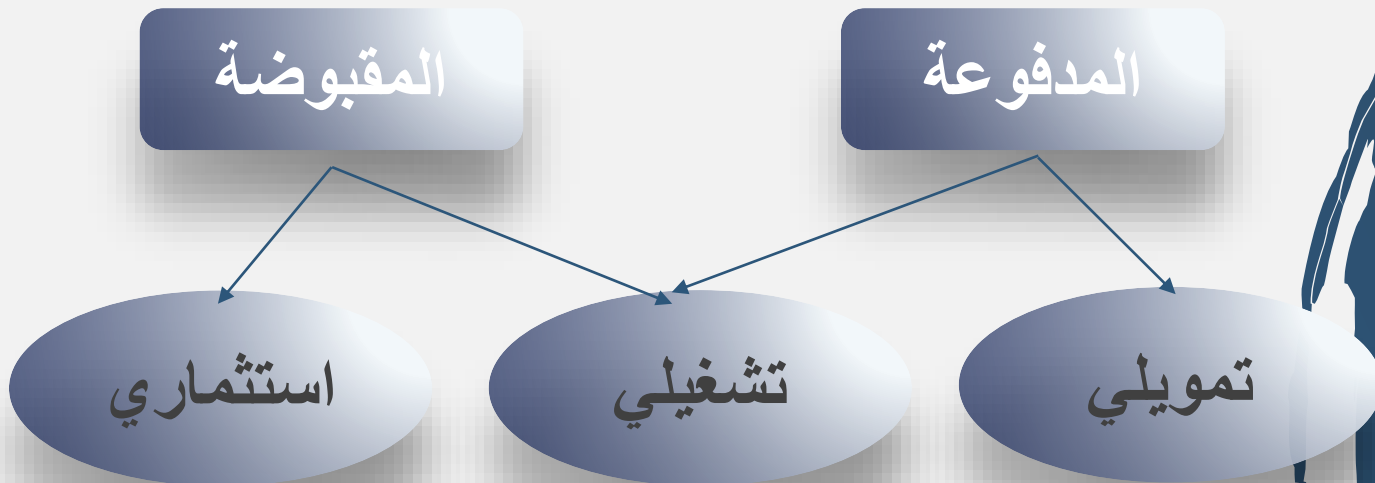 المدفوعة
المقبوضة
تمويلي
تشغيلي
استثماري